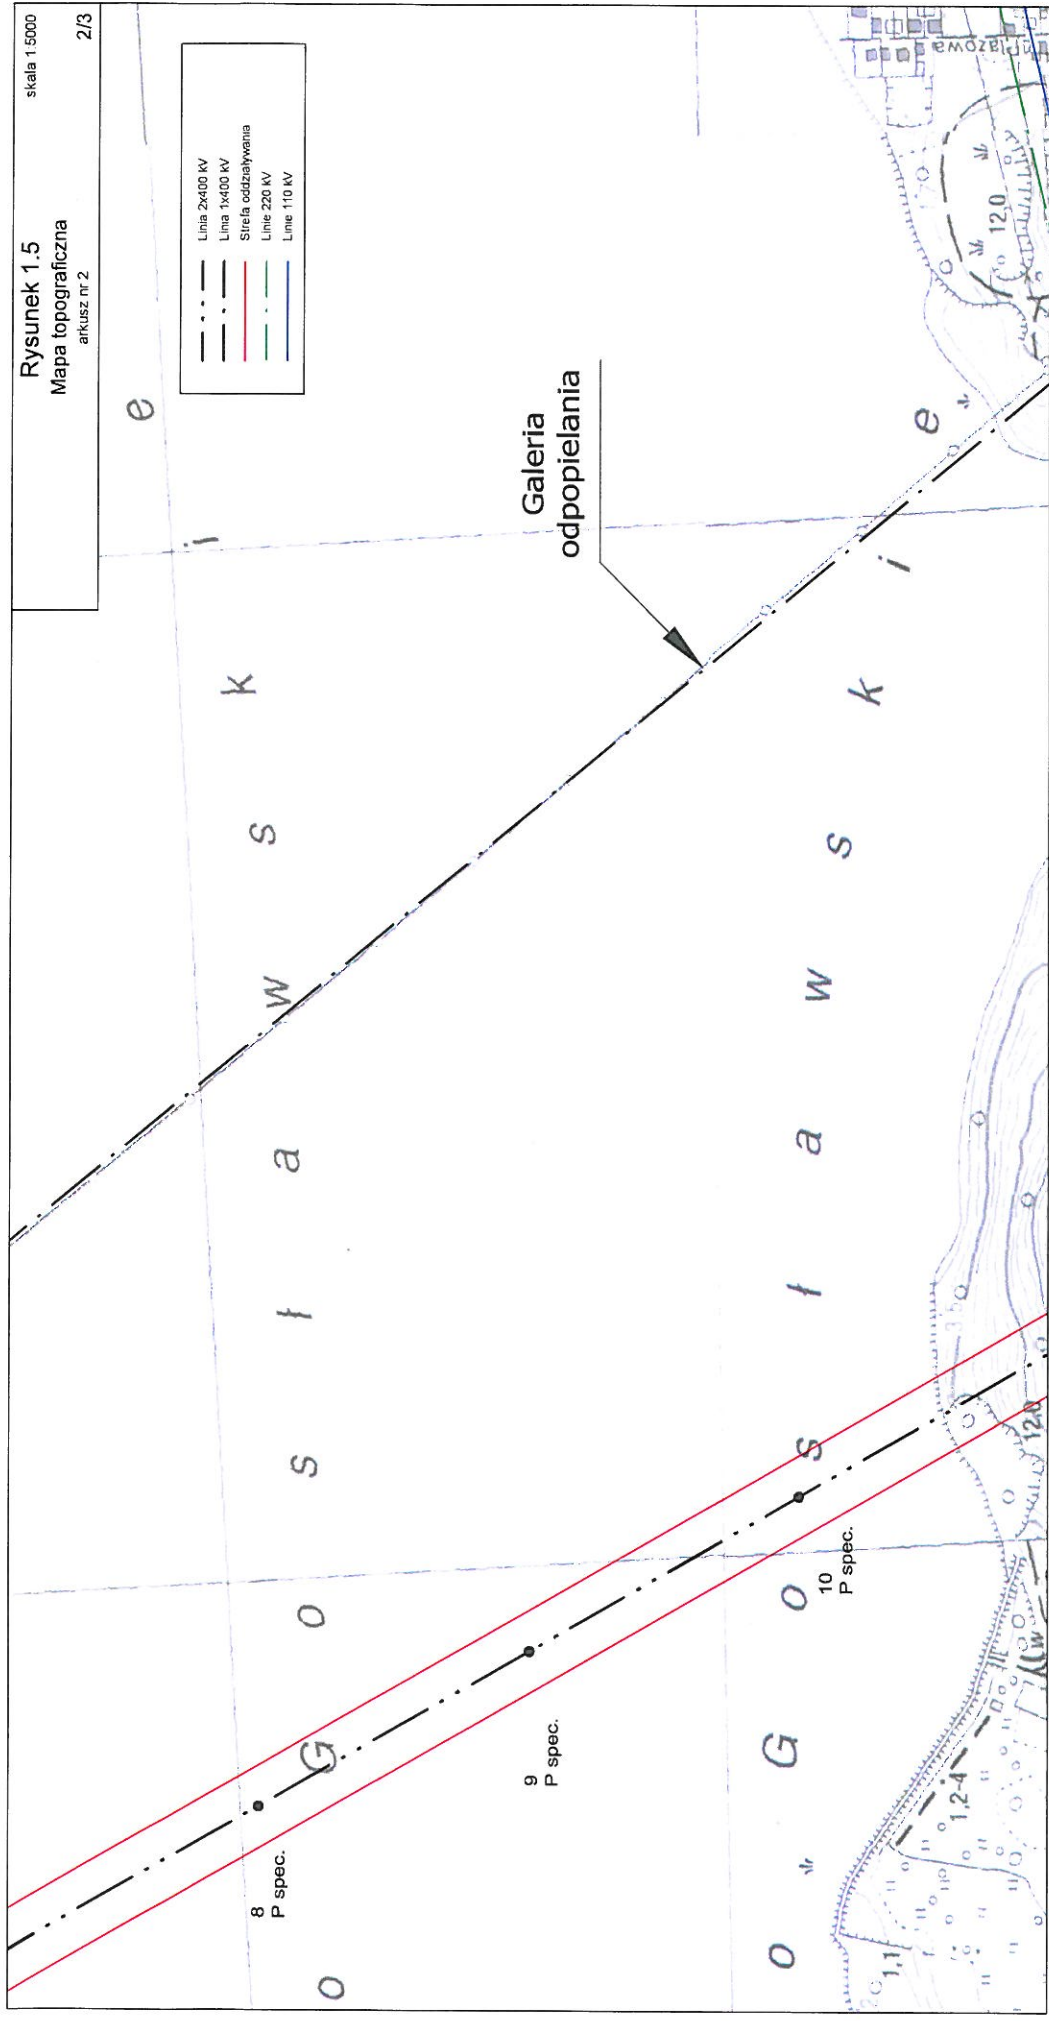 Rysunek 1.5
skala 1:5000
Mapa topograficzna
arkusz nr 2
2/3
Linia 2x400 kV
Linia 1x400 kV
Strefa oddziaływania
Linie 220 kV
Linie 110 kV
Galeria
odpopielania
o G o s ł a w s k i e
o G o s ł a w s k i e
8
P spec.
9
P spec.
10
P spec.
Plażowa
12,0
12,0
1,2-4
1,1